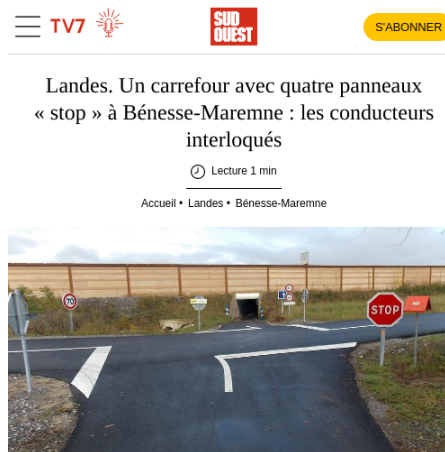 TV7
SUD
OUEST
S'ABONNER
Landes. Un carrefour avec quatre panneaux
« stop » à Bénesse-Maremne : les conducteurs
interloqués
Lecture 1 min
Accueil • Landes • Bénesse-Maremne
70
STOP